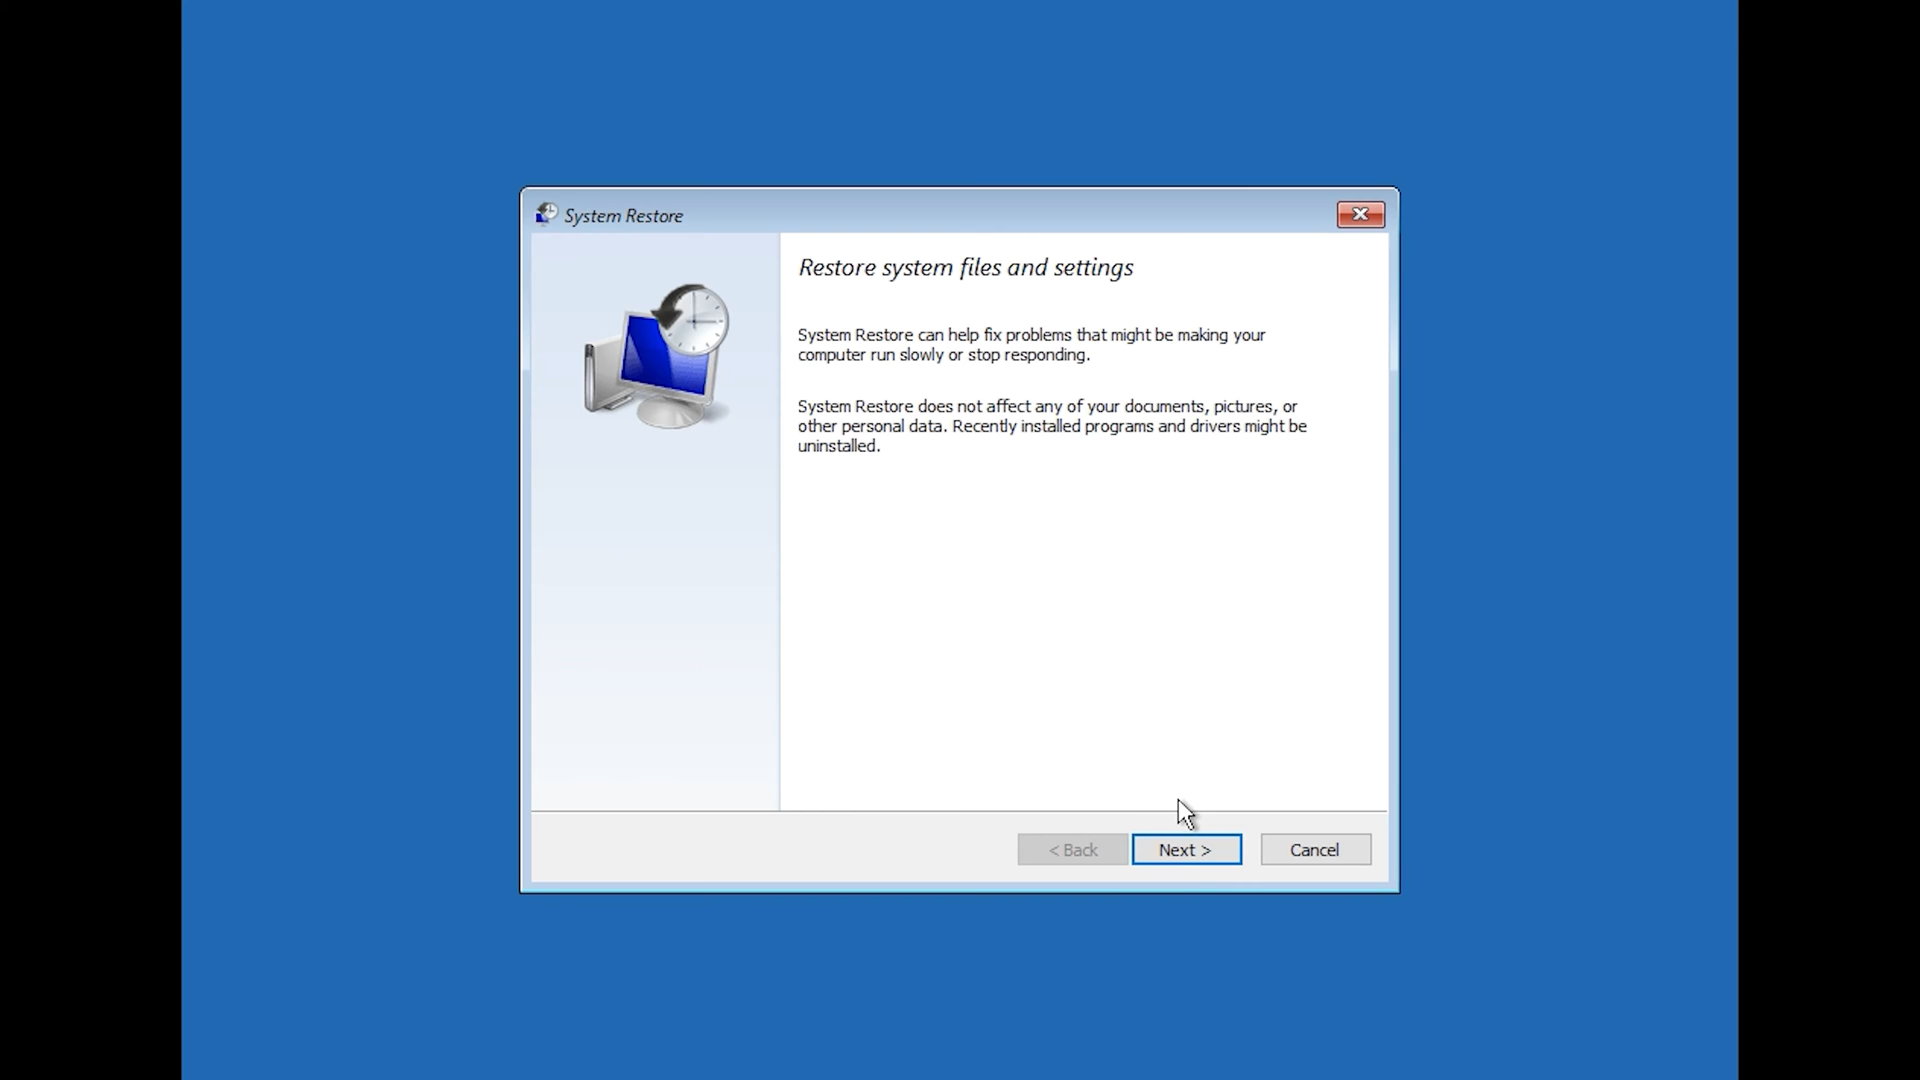 System Restore
Restore system files and settings
System Restore can help fix problems that might be making your
computer run slowly or stop responding.
System Restore does not affect any of your documents, pictures, or
other personal data. Recently installed programs and drivers might be
uninstalled.
< Back
Next >
Cancel